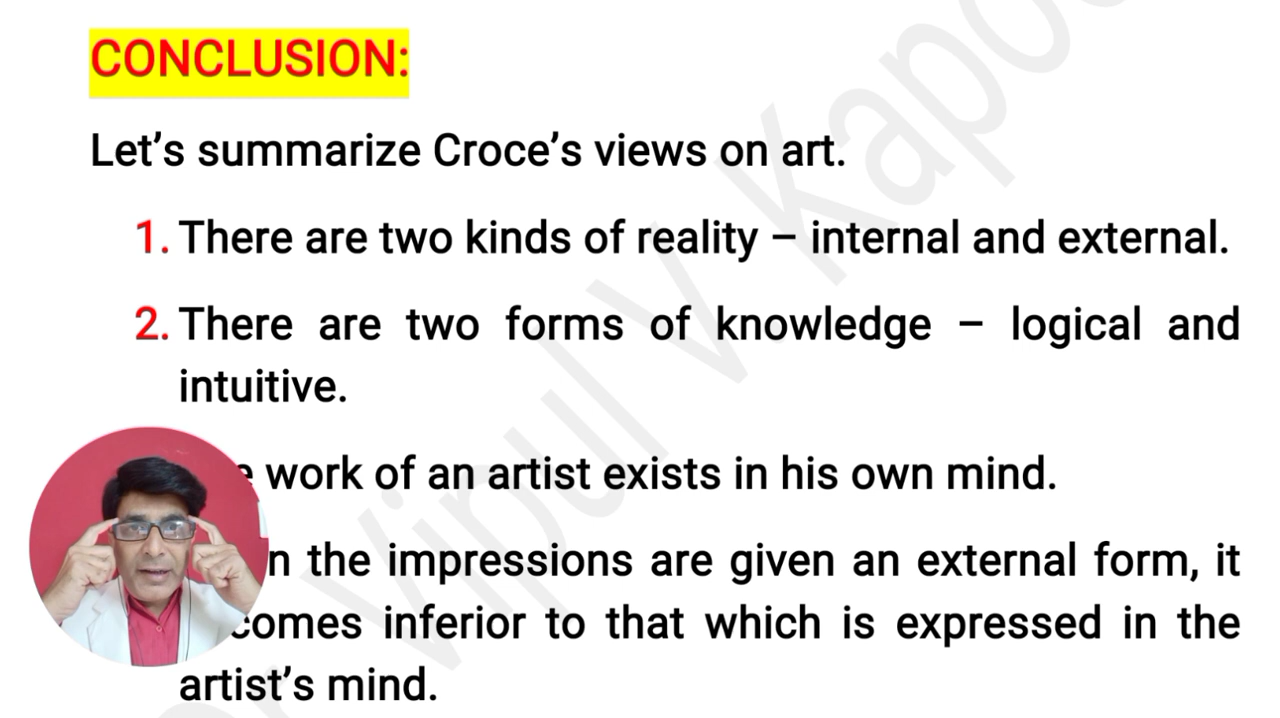 CONCLUSION:
Let’s summarize Croce’s views on art.
1. There are two kinds of reality – internal and external.
2. There are two forms of knowledge – logical and
intuitive.
work of an artist exists in his own mind.
the impressions are given an external form, it
inferior to that which is expressed in the
artist’s mind.
Vipul V Kapo